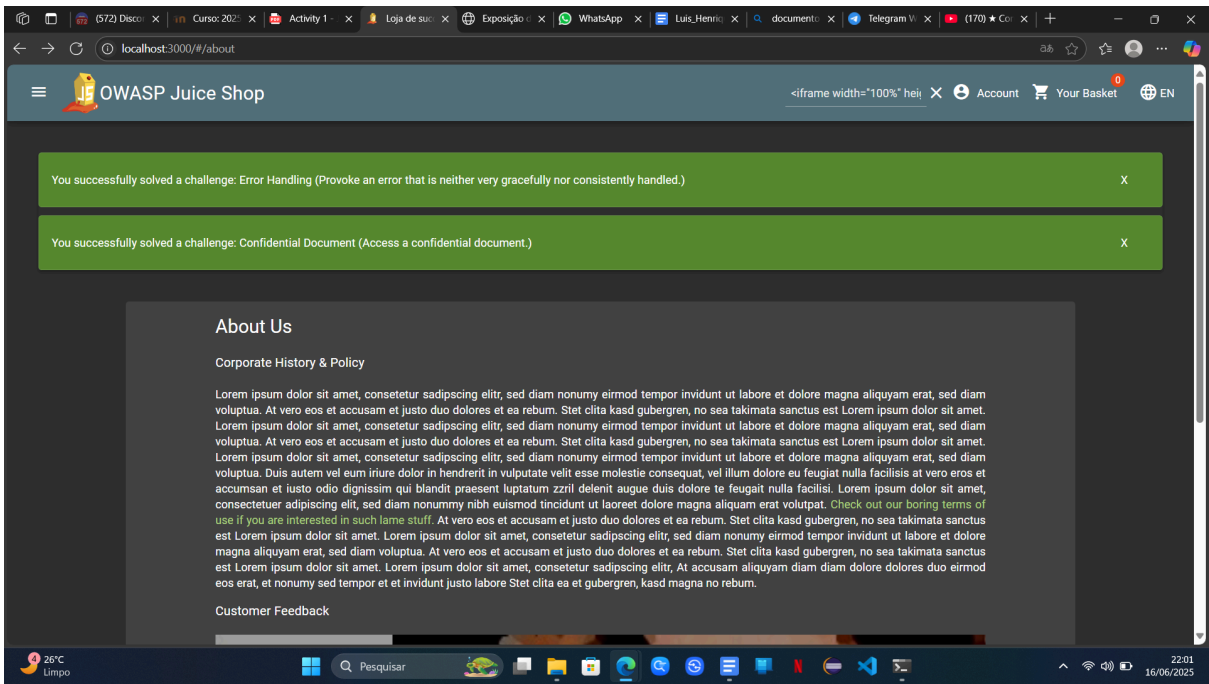 (572) Discor
Curso: 2025
Activity 1 -
Loja de suc
Exposição d
WhatsApp
Luis_Henriq
documento
Telegram W
(170) ★ Cor
localhost:3000/#/about
OWASP Juice Shop
<iframe width="100%" heig
Account
0
Your Basket
EN
You successfully solved a challenge: Error Handling (Provoke an error that is neither very gracefully nor consistently handled.)
X
You successfully solved a challenge: Confidential Document (Access a confidential document.)
X
About Us
Corporate History & Policy
Lorem ipsum dolor sit amet, consetetur sadipscing elitr, sed diam nonumy eirmod tempor invidunt ut labore et dolore magna aliquyam erat, sed diam
voluptua. At vero eos et accusam et justo duo dolores et ea rebum. Stet clita kasd gubergren, no sea takimata sanctus est Lorem ipsum dolor sit amet.
Lorem ipsum dolor sit amet, consetetur sadipscing elitr, sed diam nonumy eirmod tempor invidunt ut labore et dolore magna aliquyam erat, sed diam
voluptua. At vero eos et accusam et justo duo dolores et ea rebum. Stet clita kasd gubergren, no sea takimata sanctus est Lorem ipsum dolor sit amet.
Lorem ipsum dolor sit amet, consetetur sadipscing elitr, sed diam nonumy eirmod tempor invidunt ut labore et dolore magna aliquyam erat, sed diam
voluptua. Duis autem vel eum iriure dolor in hendrerit in vulputate velit esse molestie consequat, vel illum dolore eu feugiat nulla facilisis at vero eros et
accumsan et iusto odio dignissim qui blandit praesent luptatum zzril delenit augue duis dolore te feugait nulla facilisi. Lorem ipsum dolor sit amet,
consectetuer adipiscing elit, sed diam nonummy nibh euismod tincidunt ut laoreet dolore magna aliquam erat volutpat. Check out our boring terms of
use if you are interested in such lame stuff. At vero eos et accusam et justo duo dolores et ea rebum. Stet clita kasd gubergren, no sea takimata sanctus
est Lorem ipsum dolor sit amet. Lorem ipsum dolor sit amet, consetetur sadipscing elitr, sed diam nonumy eirmod tempor invidunt ut labore et dolore
magna aliquyam erat, sed diam voluptua. At vero eos et accusam et justo duo dolores et ea rebum. Stet clita kasd gubergren, no sea takimata sanctus
est Lorem ipsum dolor sit amet. Lorem ipsum dolor sit amet, consetetur sadipscing elitr, At accusam aliquyam diam diam dolore dolores duo eirmod
eos erat, et nonumy sed tempor et et invidunt justo labore Stet clita ea et gubergren, kasd magna no rebum.
Customer Feedback
4
26°C
Limpo
Pesquisar
22:01
16/06/2025